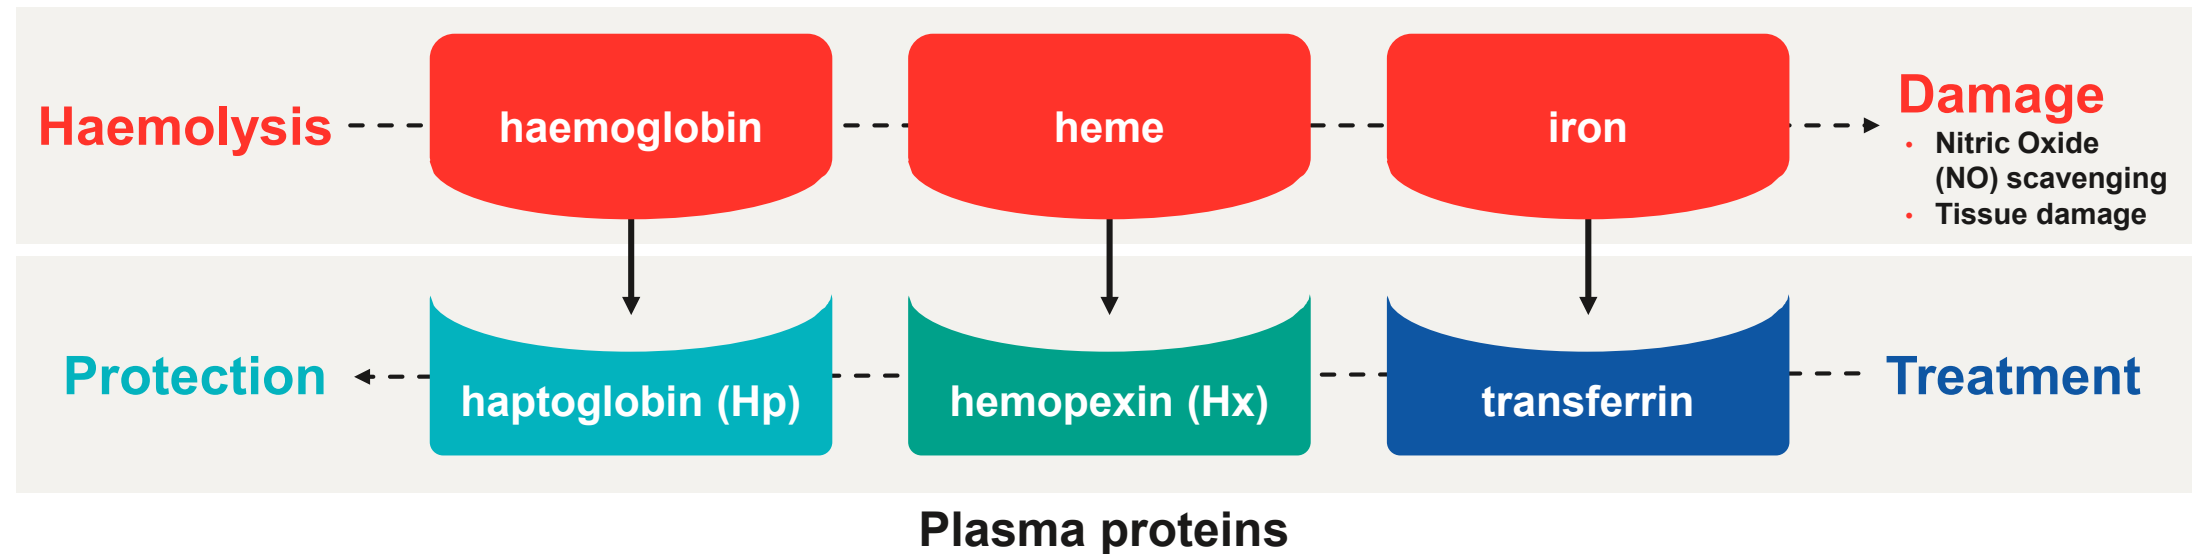 Haemolysis
haemoglobin
heme
iron
Damage
• Nitric Oxide
(NO) scavenging
• Tissue damage
Protection
haptoglobin (Hp)
hemopexin (Hx)
transferrin
Treatment
Plasma proteins